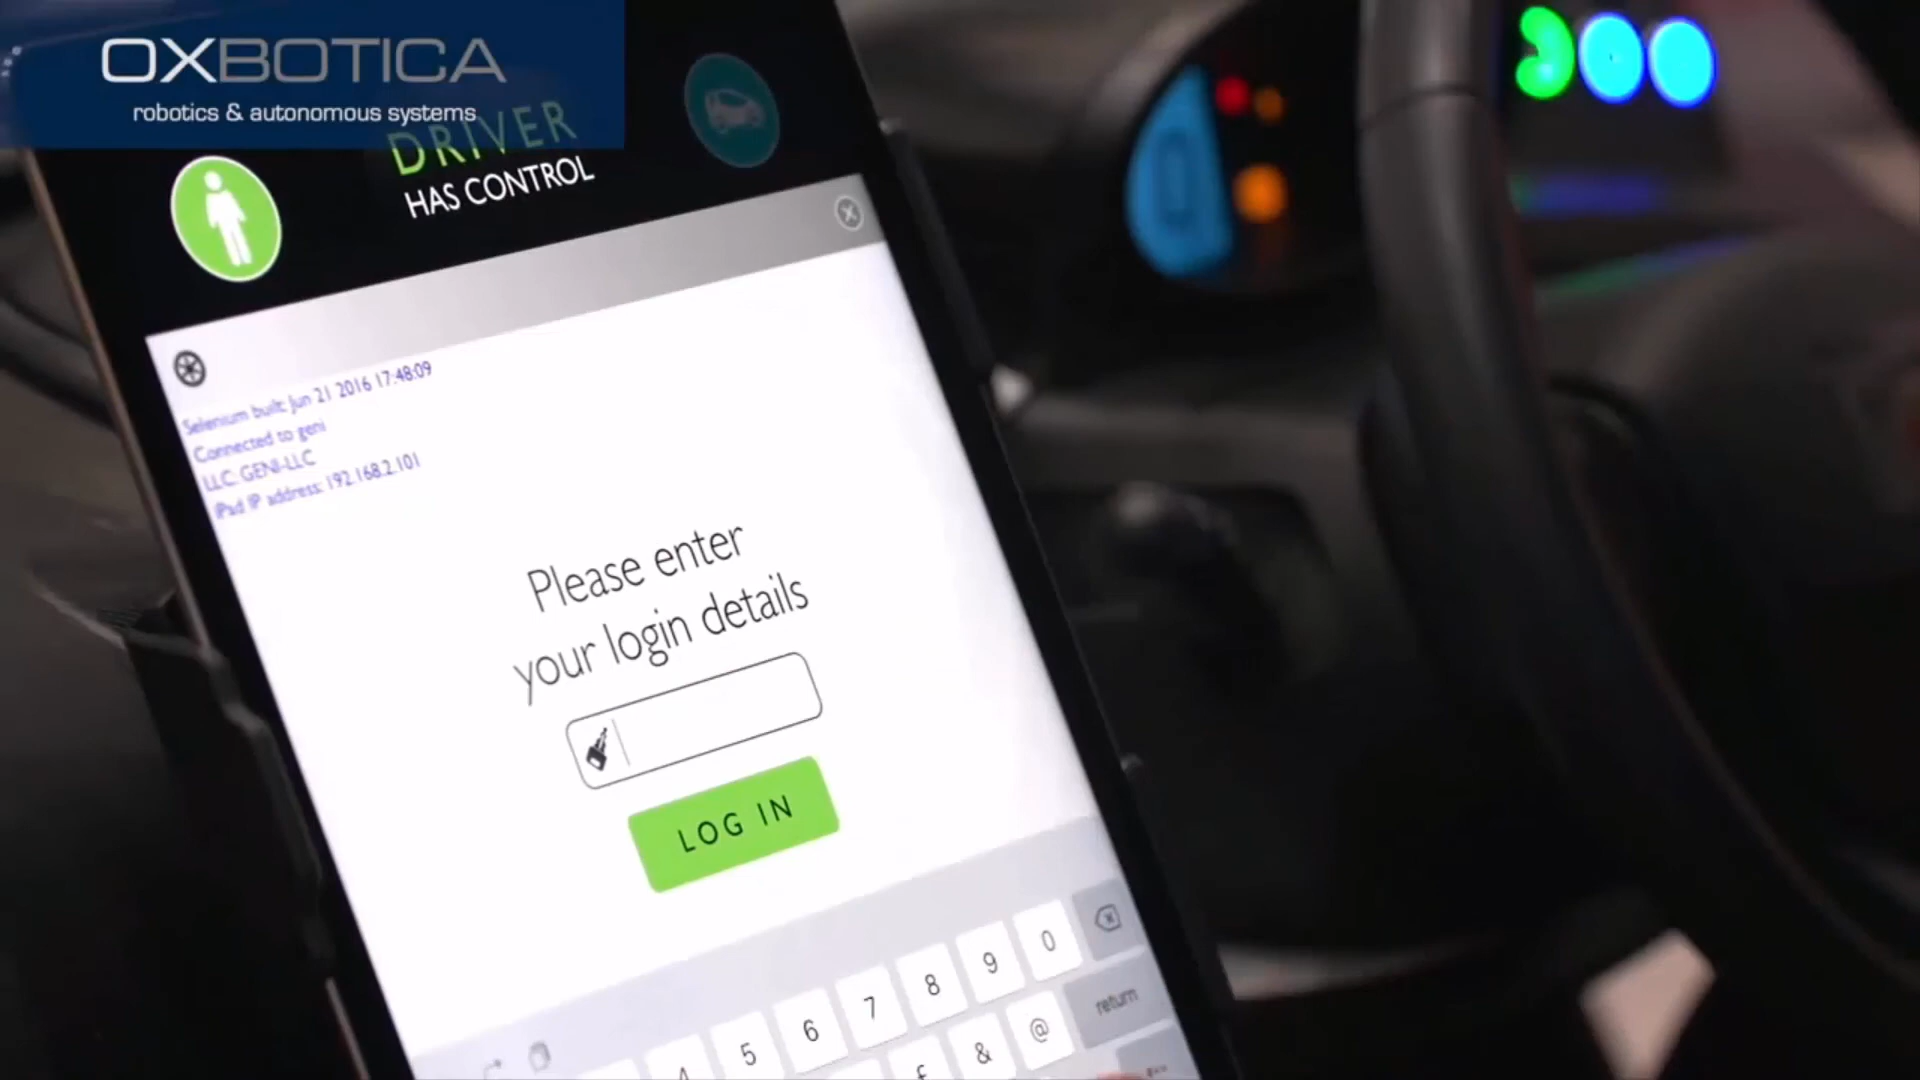 OXBOTICA
robotics & autonomous systems
DRIVER
HAS CONTROL
Selenium built: Jun 21 2016 17:48:09
Connected to geni
LLC: GENI-LLC
iPad IP address: 192.168.2.101
Please enter
your login details
LOG IN
4 5 6 7 8 9 0
£ & @ return